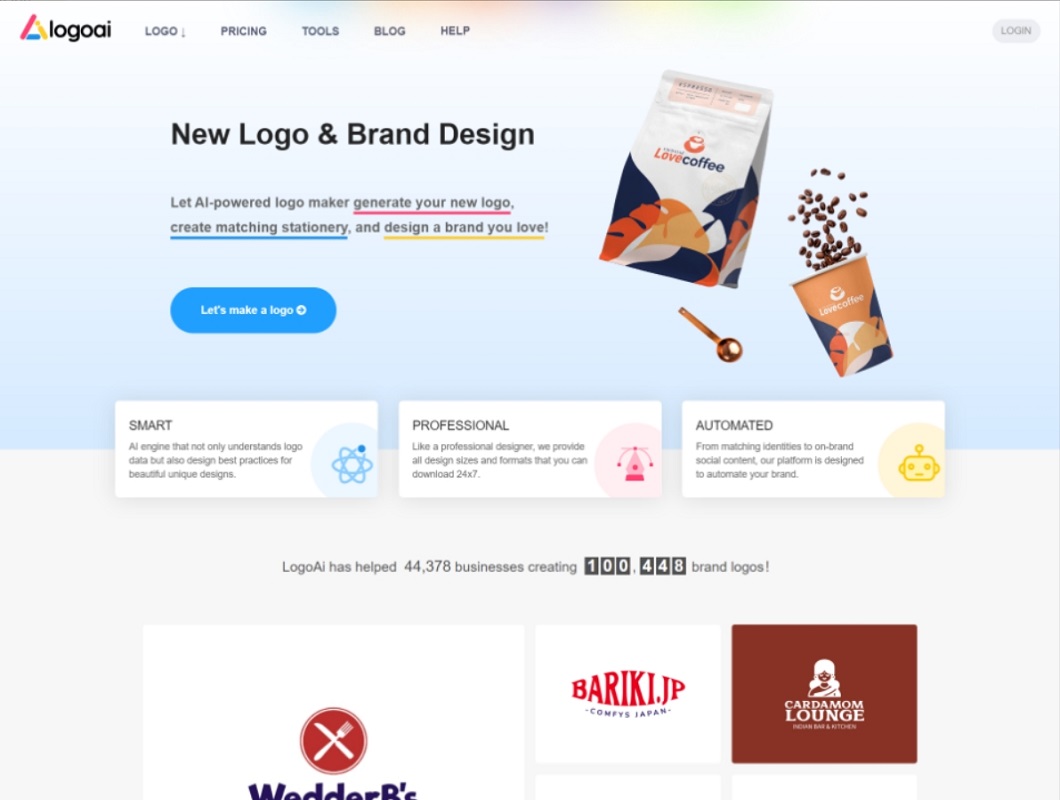 logoai
LOGO ↓
PRICING
TOOLS
BLOG
HELP
LOGIN
New Logo & Brand Design
Let AI-powered logo maker generate your new logo,
create matching stationery, and design a brand you love!
Let's make a logo
ESPRESSO
Lovecoffee
Lovecoffee
SMART
AI engine that not only understands logo
data but also design best practices for
beautiful unique designs.
PROFESSIONAL
Like a professional designer, we provide
all design sizes and formats that you can
download 24x7.
AUTOMATED
From matching identities to on-brand
social content, our platform is designed
to automate your brand.
LogoAi has helped 44,378 businesses creating 100,448 brand logos!
WedderB's
BARIKI.JP
-COMFYS JAPAN-
CARDAMOM
LOUNGE
INDIAN BAR & KITCHEN